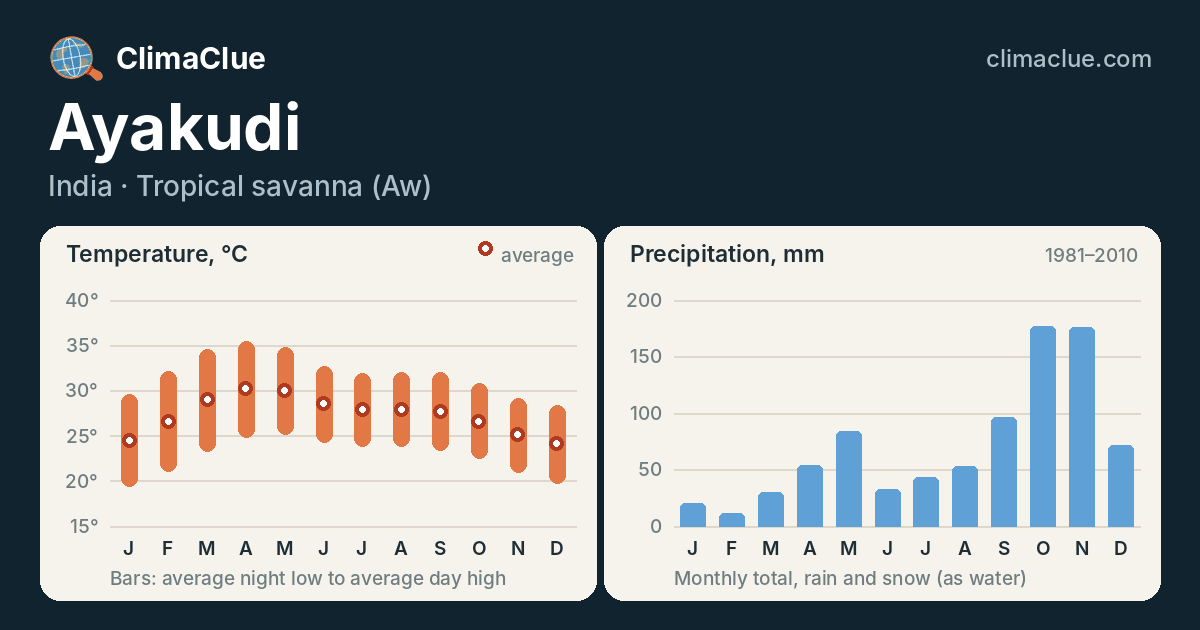 ClimaClue
climaclue.com
Ayakudi
India · Tropical savanna (Aw)
Temperature, °C
average
40°
35°
30°
25°
20°
15°
J F M A M J J A S O N D
Bars: average night low to average day high
Precipitation, mm
1981–2010
200
150
100
50
0
J F M A M J J A S O N D
Monthly total, rain and snow (as water)